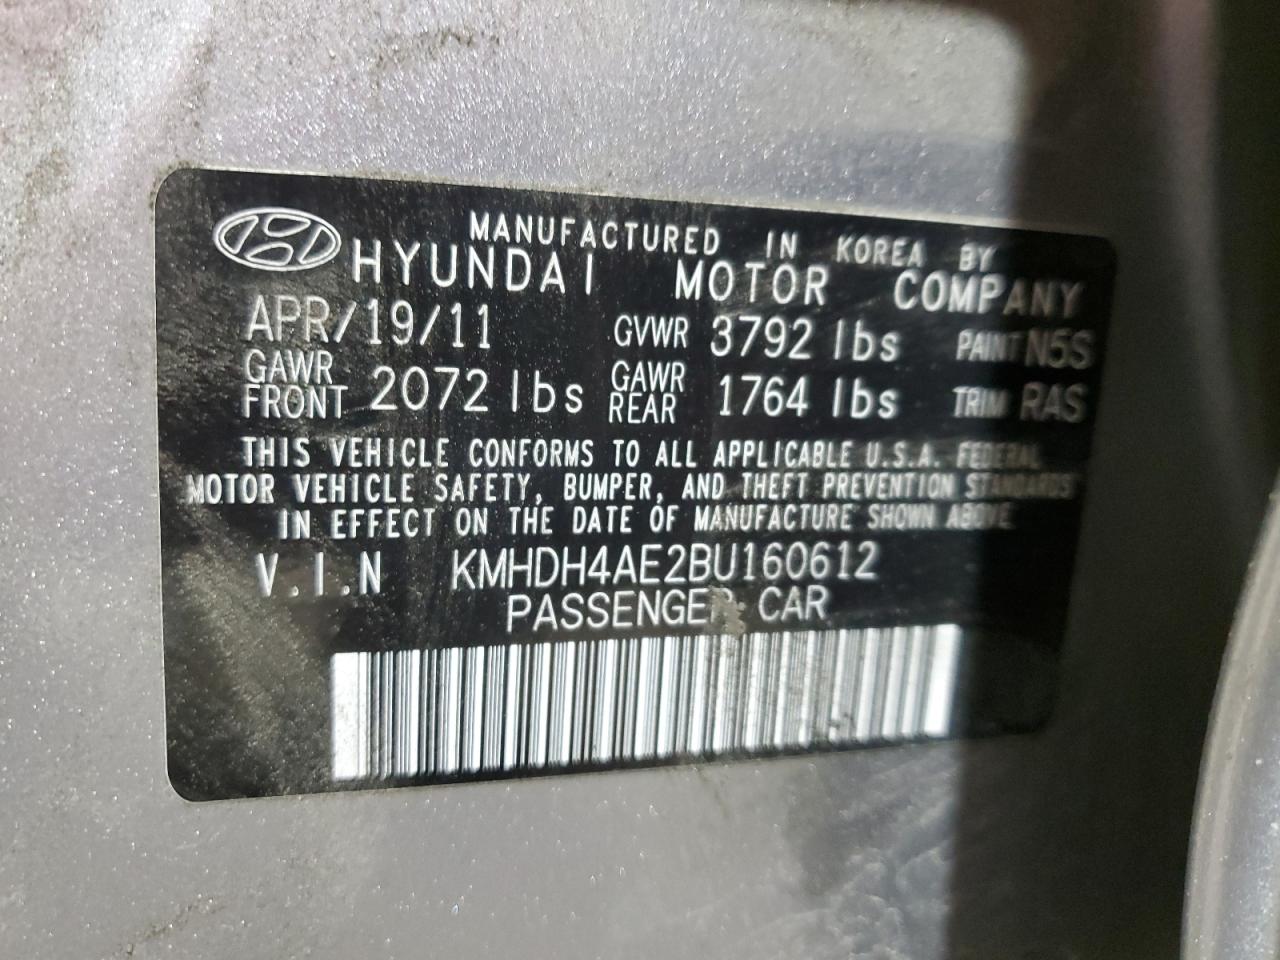 MANUFACTURED IN KOREA BY
HYUNDAI MOTOR COMPANY
APR/19/11 GVWR 3792 lbs PAINT N5S
GAWR FRONT 2072 lbs GAWR REAR 1764 lbs TRIM RAS
THIS VEHICLE CONFORMS TO ALL APPLICABLE U.S.A. FEDERAL
MOTOR VEHICLE SAFETY, BUMPER, AND THEFT PREVENTION STANDARDS
IN EFFECT ON THE DATE OF MANUFACTURE SHOWN ABOVE
V.I.N KMHDH4AE2BU160612
PASSENGER CAR